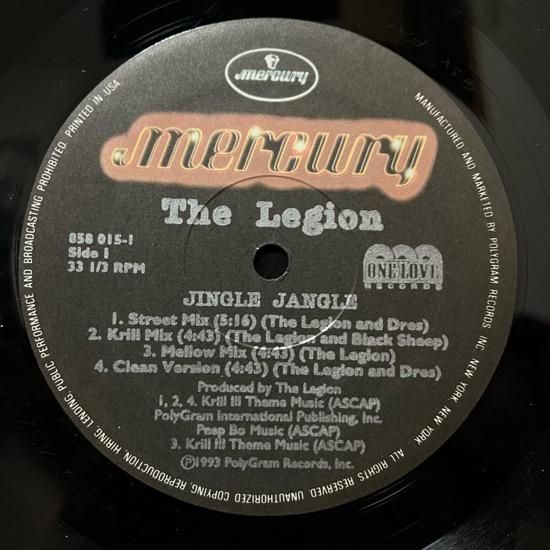 mercury
mercury
The Legion
858 015-1
Side 1
33 1/3 RPM
ONE LOVE
RECORDS
JINGLE JANGLE
1. Street Mix (5:16) (The Legion and Dres)
2. Krill Mix (4:43) (The Legion and Black Sheep)
3. Mellow Mix (4:43) (The Legion)
4. Clean Version (4:43) (The Legion and Dres)
Produced by The Legion
1, 2, 4. Krill Ill Theme Music (ASCAP)
PolyGram International Publishing, Inc.
Peep Bo Music (ASCAP)
3. Krill Ill Theme Music (ASCAP)
Ⓟ1993 PolyGram Records, Inc.
MANUFACTURED AND MARKETED BY POLYGRAM RECORDS, INC. NEW YORK, NEW YORK. ALL RIGHTS RESERVED. UNAUTHORIZED COPYING, REPRODUCTION, HIRING, LENDING, PUBLIC PERFORMANCE AND BROADCASTING PROHIBITED. PRINTED IN USA